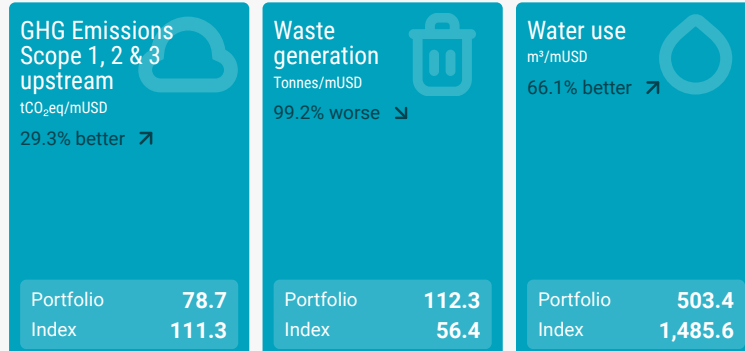 GHG Emissions
Scope 1, 2 & 3
upstream
tCO₂eq/mUSD
29.3% better
Portfolio 78.7
Index 111.3
Waste
generation
Tonnes/mUSD
99.2% worse
Portfolio 112.3
Index 56.4
Water use
m³/mUSD
66.1% better
Portfolio 503.4
Index 1,485.6